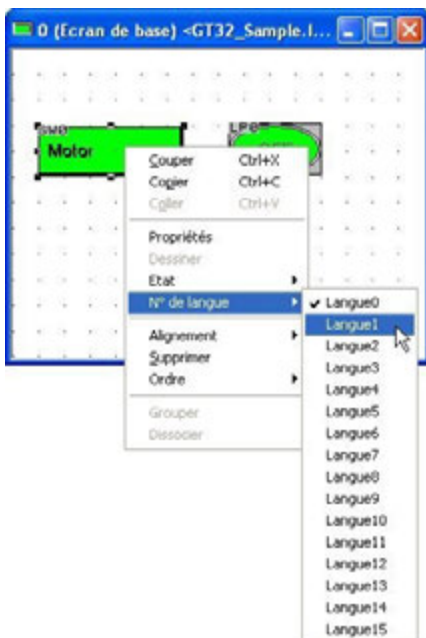 0 (Ecran de base) <GT32_Sample.l...
SW0
LP0
Motor
Couper Ctrl+X
Copier Ctrl+C
Coller Ctrl+V
Propriétés
Dessiner
Etat
N° de langue
Alignement
Supprimer
Ordre
Grouper
Dissocier
Langue0
Langue1
Langue2
Langue3
Langue4
Langue5
Langue6
Langue7
Langue8
Langue9
Langue10
Langue11
Langue12
Langue13
Langue14
Langue15